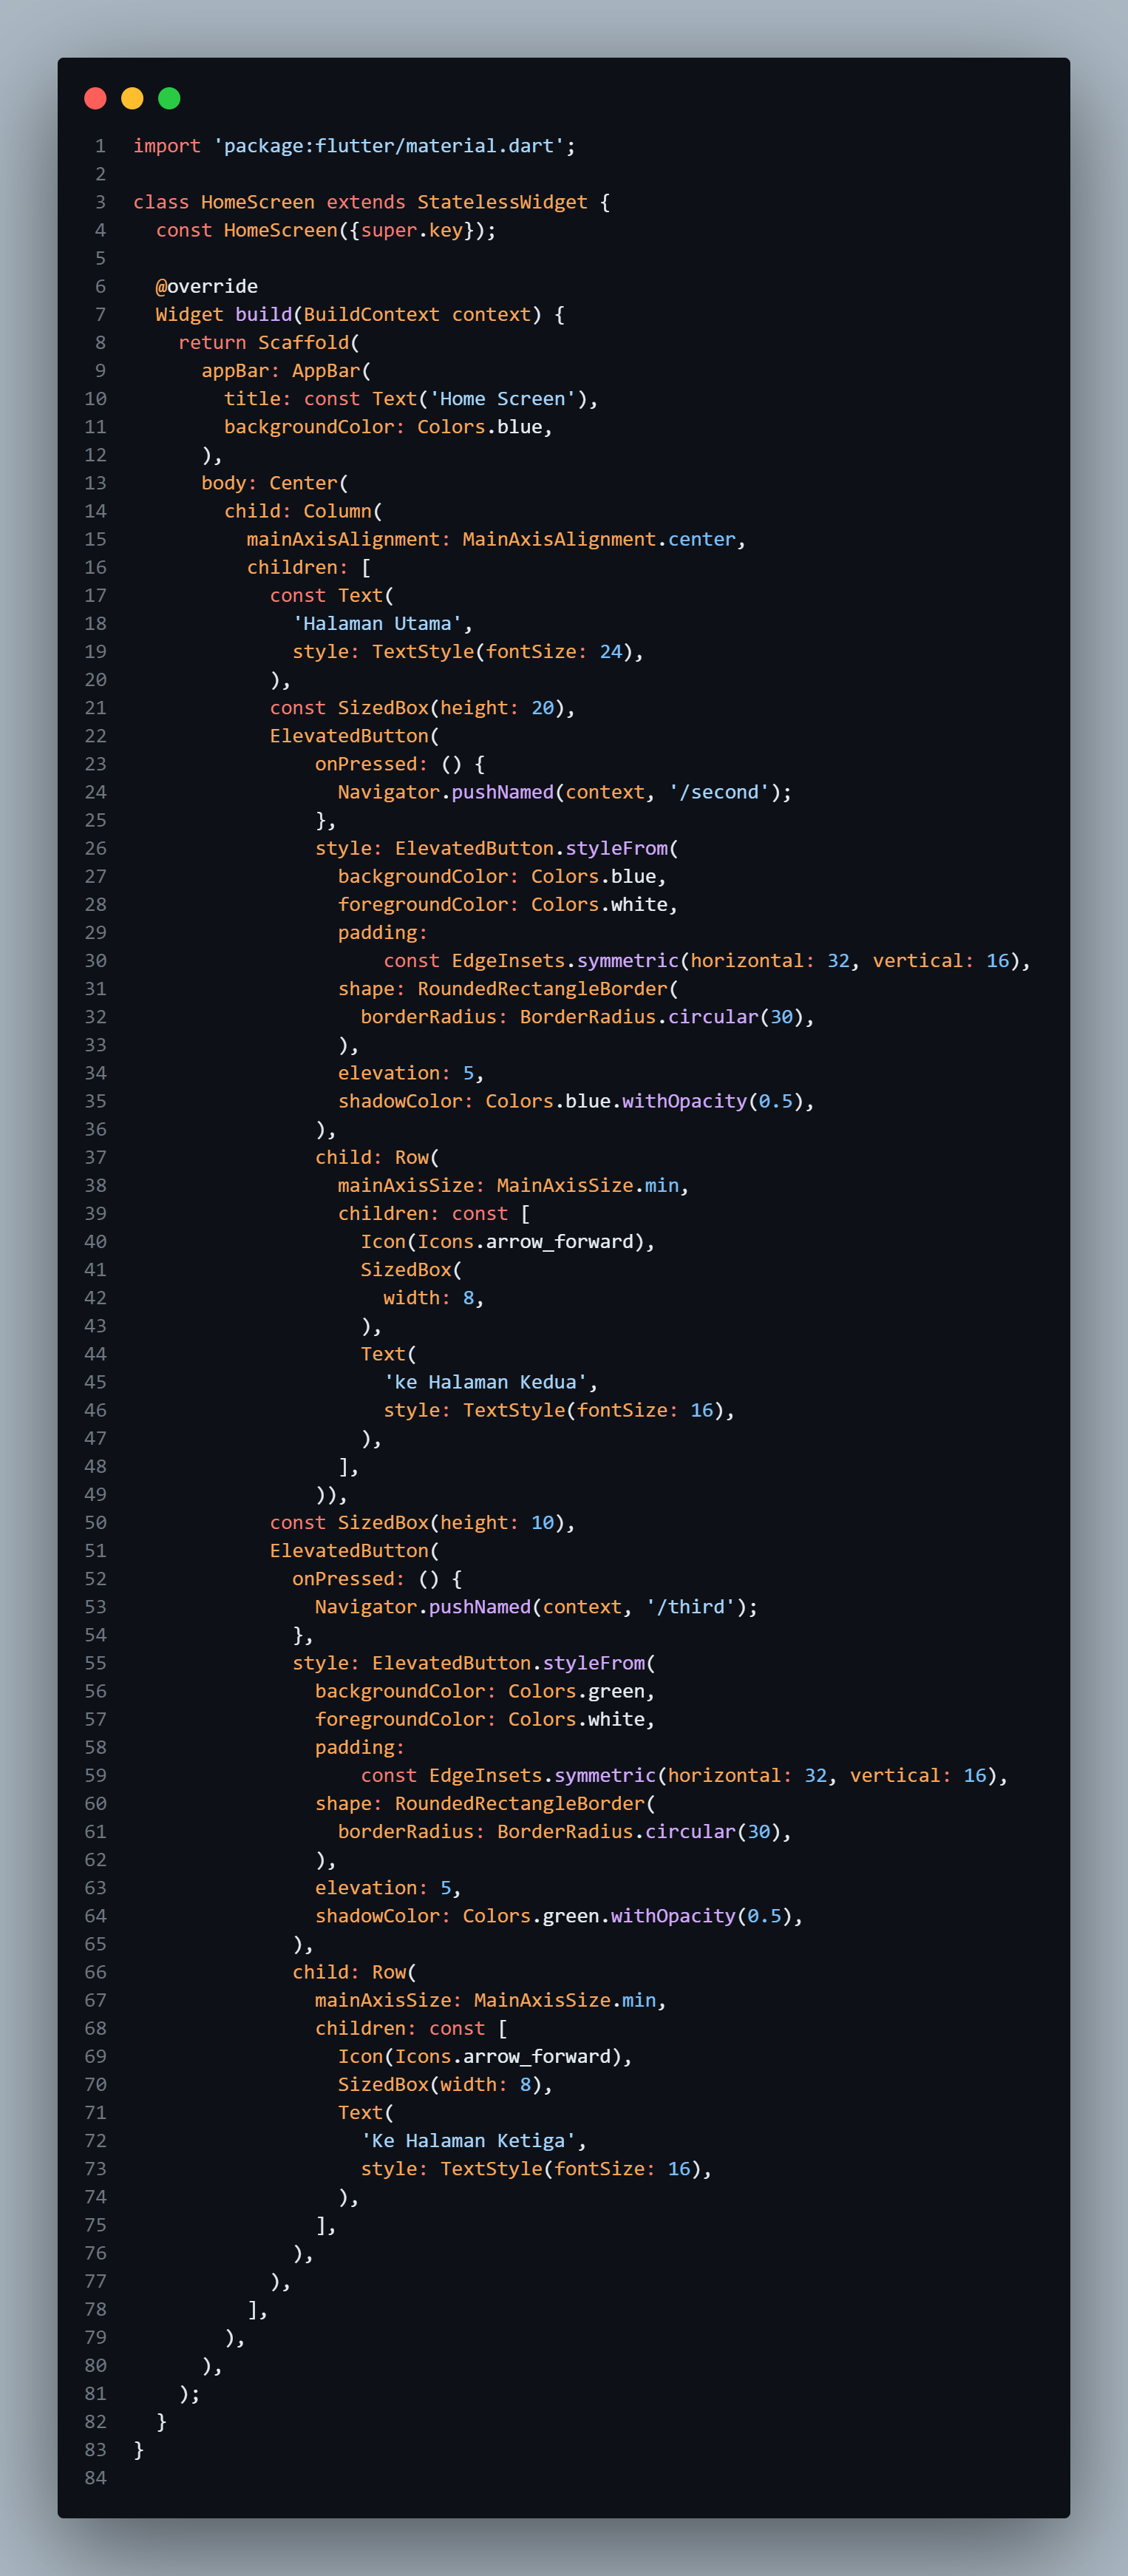 1 import 'package:flutter/material.dart';
2
3 class HomeScreen extends StatelessWidget {
4   const HomeScreen({super.key});
5
6   @override
7   Widget build(BuildContext context) {
8     return Scaffold(
9       appBar: AppBar(
10         title: const Text('Home Screen'),
11         backgroundColor: Colors.blue,
12       ),
13       body: Center(
14         child: Column(
15           mainAxisAlignment: MainAxisAlignment.center,
16           children: [
17             const Text(
18               'Halaman Utama',
19               style: TextStyle(fontSize: 24),
20             ),
21             const SizedBox(height: 20),
22             ElevatedButton(
23                 onPressed: () {
24                   Navigator.pushNamed(context, '/second');
25                 },
26                 style: ElevatedButton.styleFrom(
27                   backgroundColor: Colors.blue,
28                   foregroundColor: Colors.white,
29                   padding:
30                       const EdgeInsets.symmetric(horizontal: 32, vertical: 16),
31                   shape: RoundedRectangleBorder(
32                     borderRadius: BorderRadius.circular(30),
33                   ),
34                   elevation: 5,
35                   shadowColor: Colors.blue.withOpacity(0.5),
36                 ),
37                 child: Row(
38                   mainAxisSize: MainAxisSize.min,
39                   children: const [
40                     Icon(Icons.arrow_forward),
41                     SizedBox(
42                       width: 8,
43                     ),
44                     Text(
45                       'ke Halaman Kedua',
46                       style: TextStyle(fontSize: 16),
47                     ),
48                   ],
49                 )),
50             const SizedBox(height: 10),
51             ElevatedButton(
52               onPressed: () {
53                 Navigator.pushNamed(context, '/third');
54               },
55               style: ElevatedButton.styleFrom(
56                 backgroundColor: Colors.green,
57                 foregroundColor: Colors.white,
58                 padding:
59                     const EdgeInsets.symmetric(horizontal: 32, vertical: 16),
60                 shape: RoundedRectangleBorder(
61                   borderRadius: BorderRadius.circular(30),
62                 ),
63                 elevation: 5,
64                 shadowColor: Colors.green.withOpacity(0.5),
65               ),
66               child: Row(
67                 mainAxisSize: MainAxisSize.min,
68                 children: const [
69                   Icon(Icons.arrow_forward),
70                   SizedBox(width: 8),
71                   Text(
72                     'Ke Halaman Ketiga',
73                     style: TextStyle(fontSize: 16),
74                   ),
75                 ],
76               ),
77             ),
78           ],
79         ),
80       ),
81     );
82   }
83 }
84